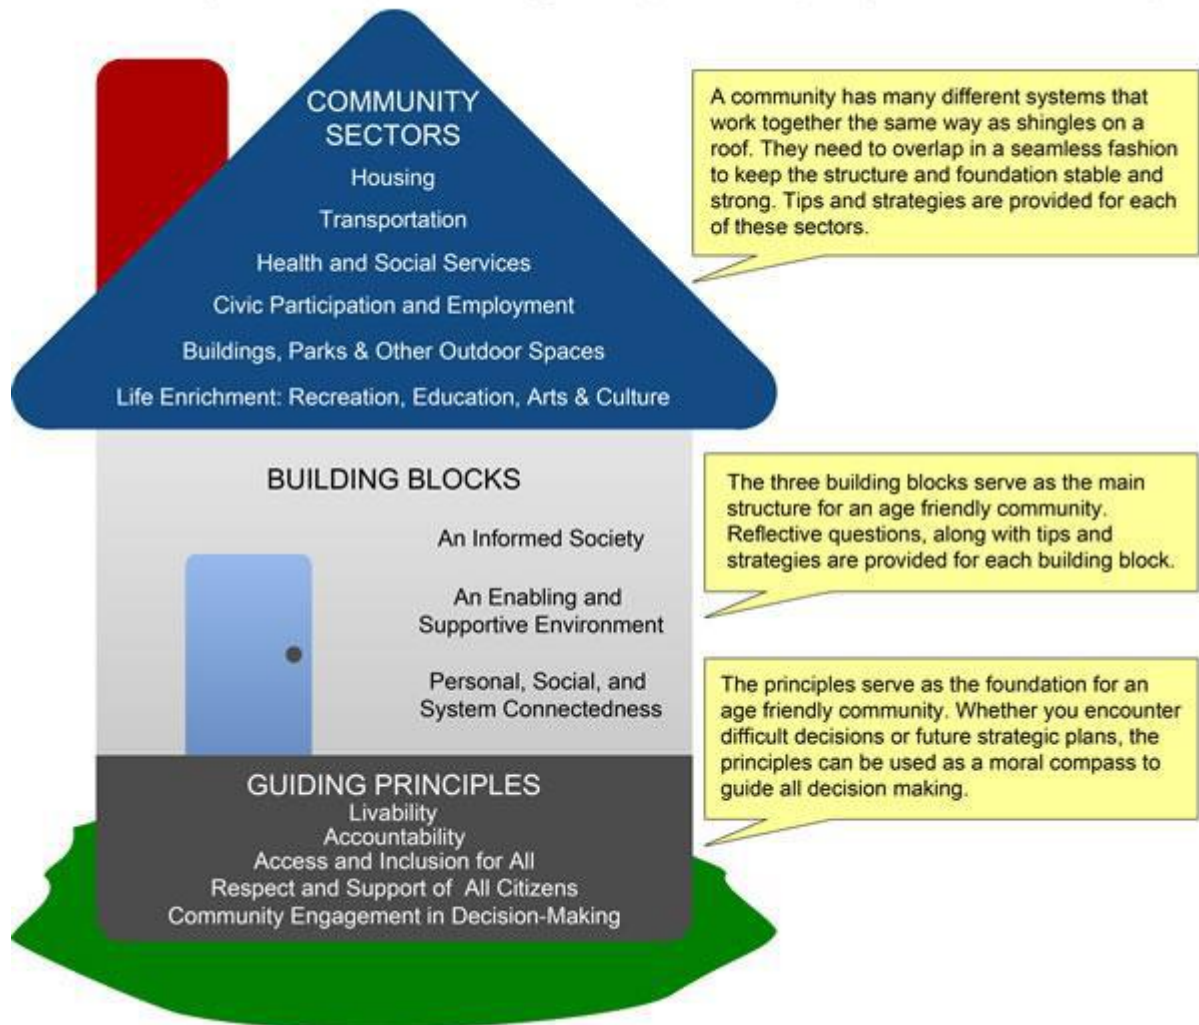 COMMUNITY
SECTORS
Housing
Transportation
Health and Social Services
Civic Participation and Employment
Buildings, Parks & Other Outdoor Spaces
Life Enrichment: Recreation, Education, Arts & Culture
A community has many different systems that
work together the same way as shingles on a
roof. They need to overlap in a seamless fashion
to keep the structure and foundation stable and
strong. Tips and strategies are provided for each
of these sectors.
BUILDING BLOCKS
An Informed Society
An Enabling and
Supportive Environment
Personal, Social, and
System Connectedness
The three building blocks serve as the main
structure for an age friendly community.
Reflective questions, along with tips and
strategies are provided for each building block.
GUIDING PRINCIPLES
Livability
Accountability
Access and Inclusion for All
Respect and Support of All Citizens
Community Engagement in Decision-Making
The principles serve as the foundation for an
age friendly community. Whether you encounter
difficult decisions or future strategic plans, the
principles can be used as a moral compass to
guide all decision making.